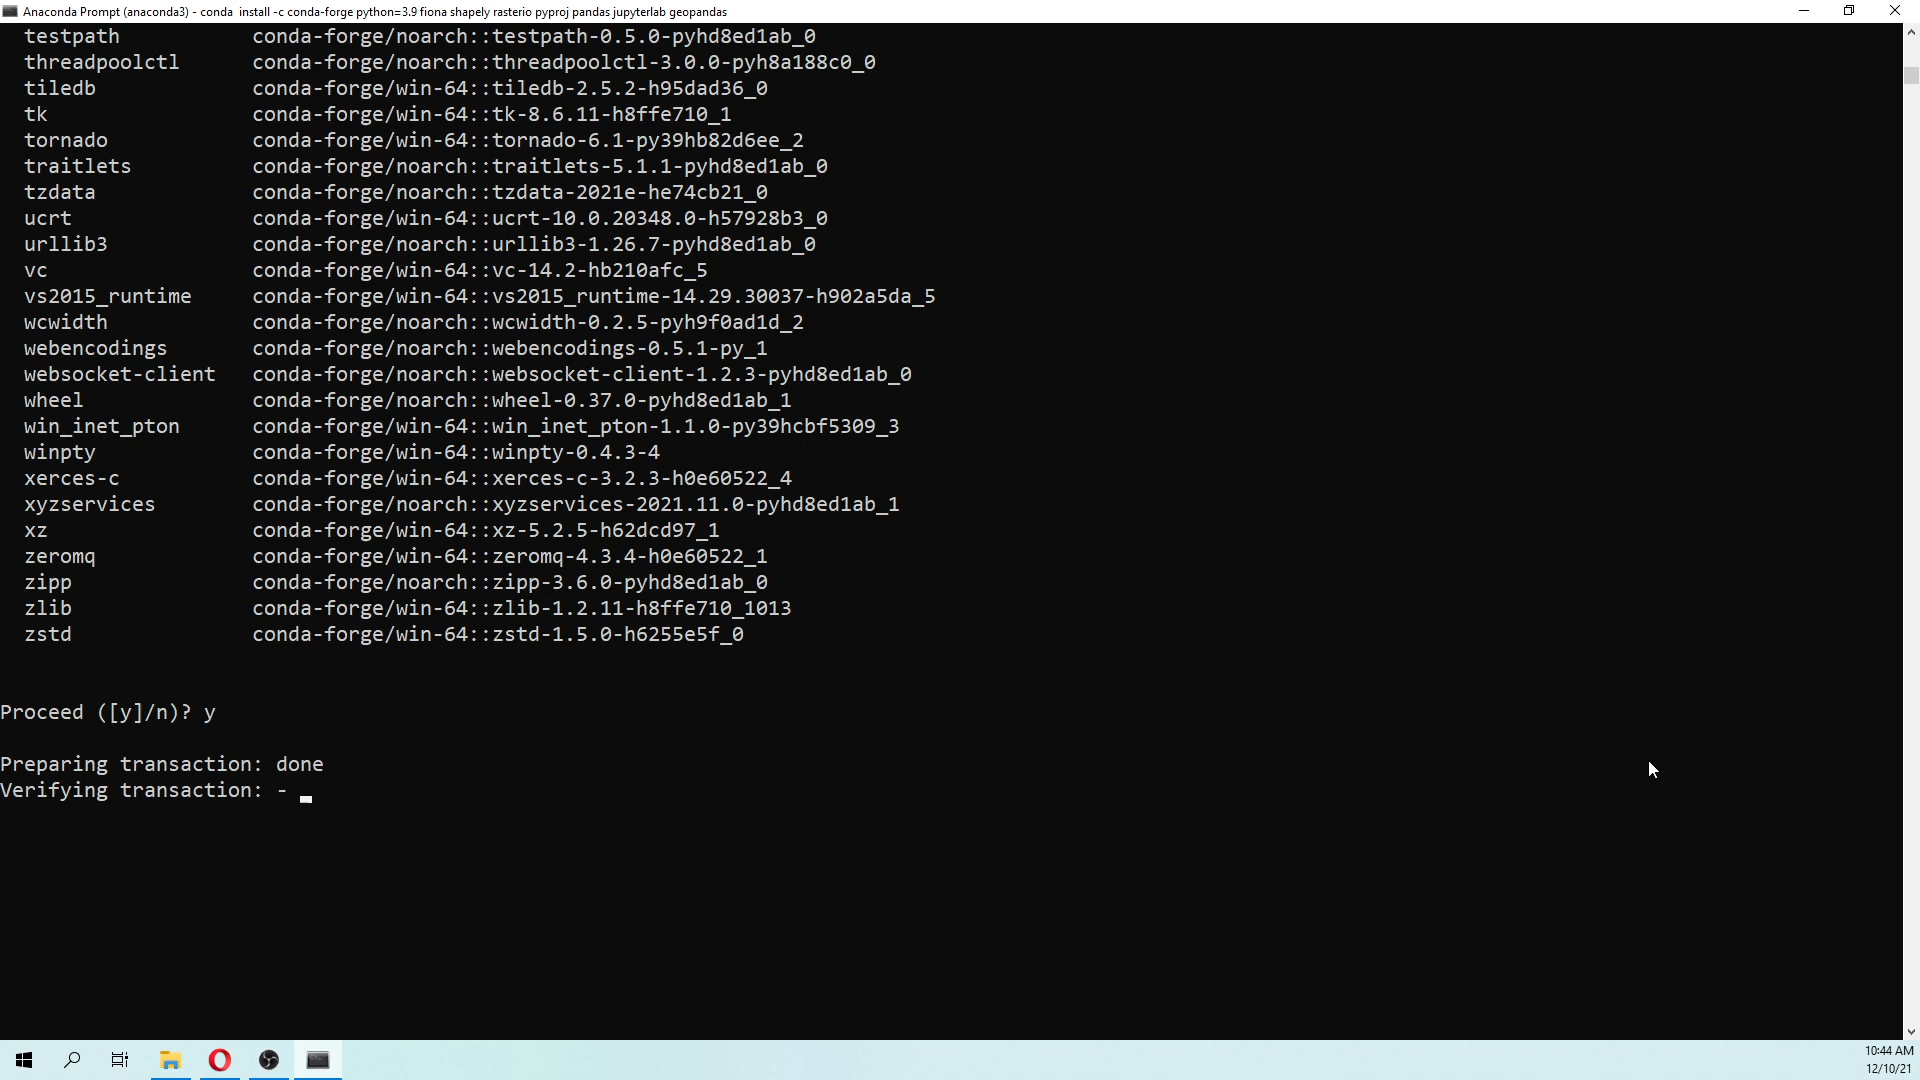 Anaconda Prompt (anaconda3) - conda  install -c conda-forge python=3.9 fiona shapely rasterio pyproj pandas jupyterlab geopandas
testpath           conda-forge/noarch::testpath-0.5.0-pyhd8ed1ab_0
threadpoolctl      conda-forge/noarch::threadpoolctl-3.0.0-pyh8a188c0_0
tiledb             conda-forge/win-64::tiledb-2.5.2-h95dad36_0
tk                 conda-forge/win-64::tk-8.6.11-h8ffe710_1
tornado            conda-forge/win-64::tornado-6.1-py39hb82d6ee_2
traitlets          conda-forge/noarch::traitlets-5.1.1-pyhd8ed1ab_0
tzdata             conda-forge/noarch::tzdata-2021e-he74cb21_0
ucrt               conda-forge/win-64::ucrt-10.0.20348.0-h57928b3_0
urllib3            conda-forge/noarch::urllib3-1.26.7-pyhd8ed1ab_0
vc                 conda-forge/win-64::vc-14.2-hb210afc_5
vs2015_runtime     conda-forge/win-64::vs2015_runtime-14.29.30037-h902a5da_5
wcwidth            conda-forge/noarch::wcwidth-0.2.5-pyh9f0ad1d_2
webencodings       conda-forge/noarch::webencodings-0.5.1-py_1
websocket-client   conda-forge/noarch::websocket-client-1.2.3-pyhd8ed1ab_0
wheel              conda-forge/noarch::wheel-0.37.0-pyhd8ed1ab_1
win_inet_pton      conda-forge/win-64::win_inet_pton-1.1.0-py39hcbf5309_3
winpty             conda-forge/win-64::winpty-0.4.3-4
xerces-c           conda-forge/win-64::xerces-c-3.2.3-h0e60522_4
xyzservices        conda-forge/noarch::xyzservices-2021.11.0-pyhd8ed1ab_1
xz                 conda-forge/win-64::xz-5.2.5-h62dcd97_1
zeromq             conda-forge/win-64::zeromq-4.3.4-h0e60522_1
zipp               conda-forge/noarch::zipp-3.6.0-pyhd8ed1ab_0
zlib               conda-forge/win-64::zlib-1.2.11-h8ffe710_1013
zstd               conda-forge/win-64::zstd-1.5.0-h6255e5f_0
Proceed ([y]/n)? y
Preparing transaction: done
Verifying transaction: -
10:44 AM
12/10/21